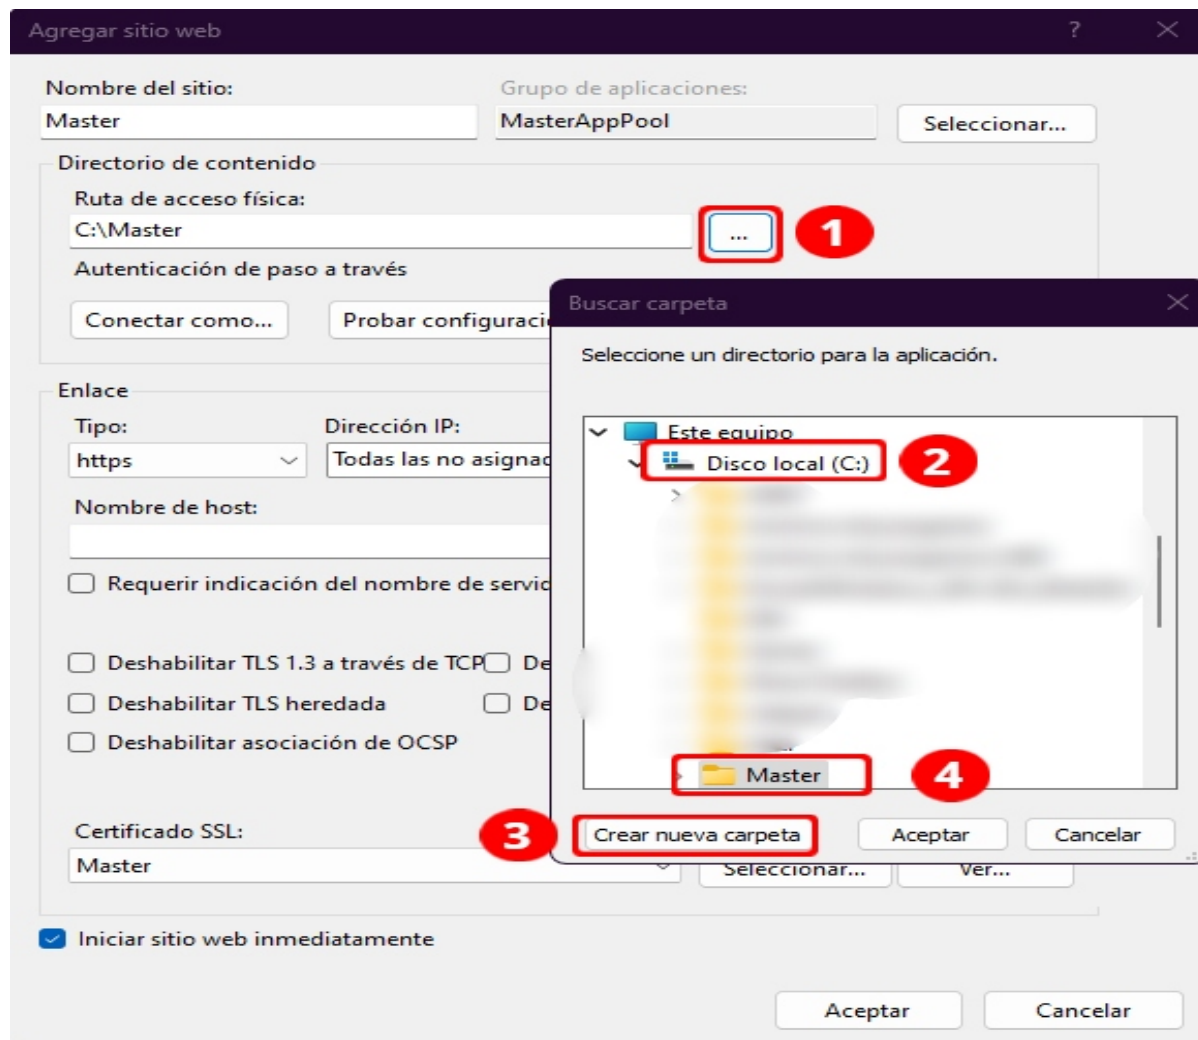 Agregar sitio web
Nombre del sitio:
Grupo de aplicaciones:
Master
MasterAppPool
Seleccionar...
Directorio de contenido
Ruta de acceso física:
C:\Master
...
1
Autenticación de paso a través
Conectar como...
Probar configuraci
Buscar carpeta
Seleccione un directorio para la aplicación.
Este equipo
Disco local (C:)
2
Master
4
3
Crear nueva carpeta
Aceptar
Cancelar
Enlace
Tipo:
Dirección IP:
https
Todas las no asignad
Nombre de host:
Requerir indicación del nombre de servid
Deshabilitar TLS 1.3 a través de TCP
De
Deshabilitar TLS heredada
De
Deshabilitar asociación de OCSP
Certificado SSL:
Master
Seleccionar...
Ver...
Iniciar sitio web inmediatamente
Aceptar
Cancelar